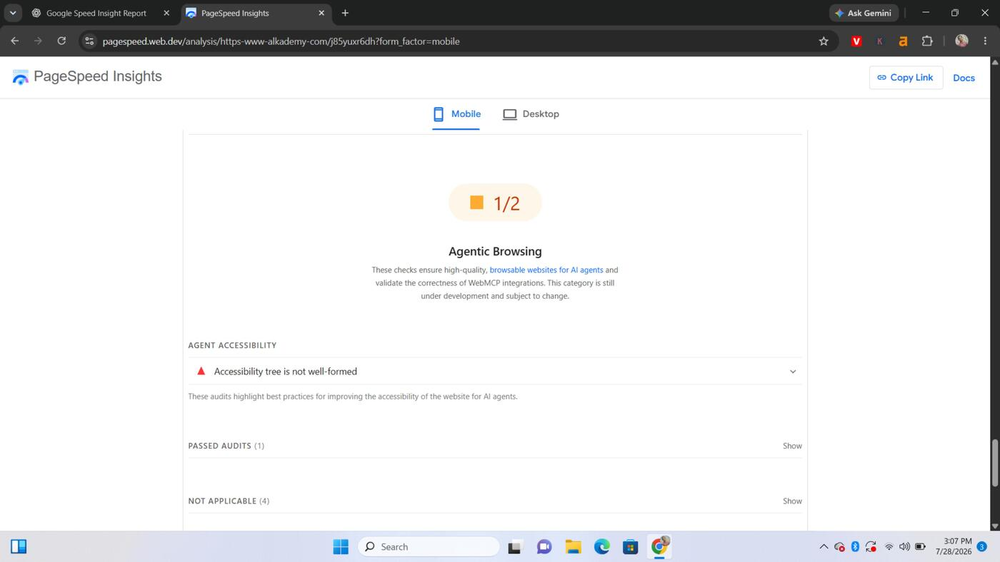 Google Speed Insight Report
PageSpeed Insights
Ask Gemini
pagespeed.web.dev/analysis/https-www-alkademy-com/j85yuxr6dh?form_factor=mobile
PageSpeed Insights
Copy Link
Docs
Mobile
Desktop
1/2
Agentic Browsing
These checks ensure high-quality, browsable websites for AI agents and
validate the correctness of WebMCP integrations. This category is still
under development and subject to change.
AGENT ACCESSIBILITY
Accessibility tree is not well-formed
These audits highlight best practices for improving the accessibility of the website for AI agents.
PASSED AUDITS (1)
Show
NOT APPLICABLE (4)
Show
Search
3:07 PM
7/28/2026
3